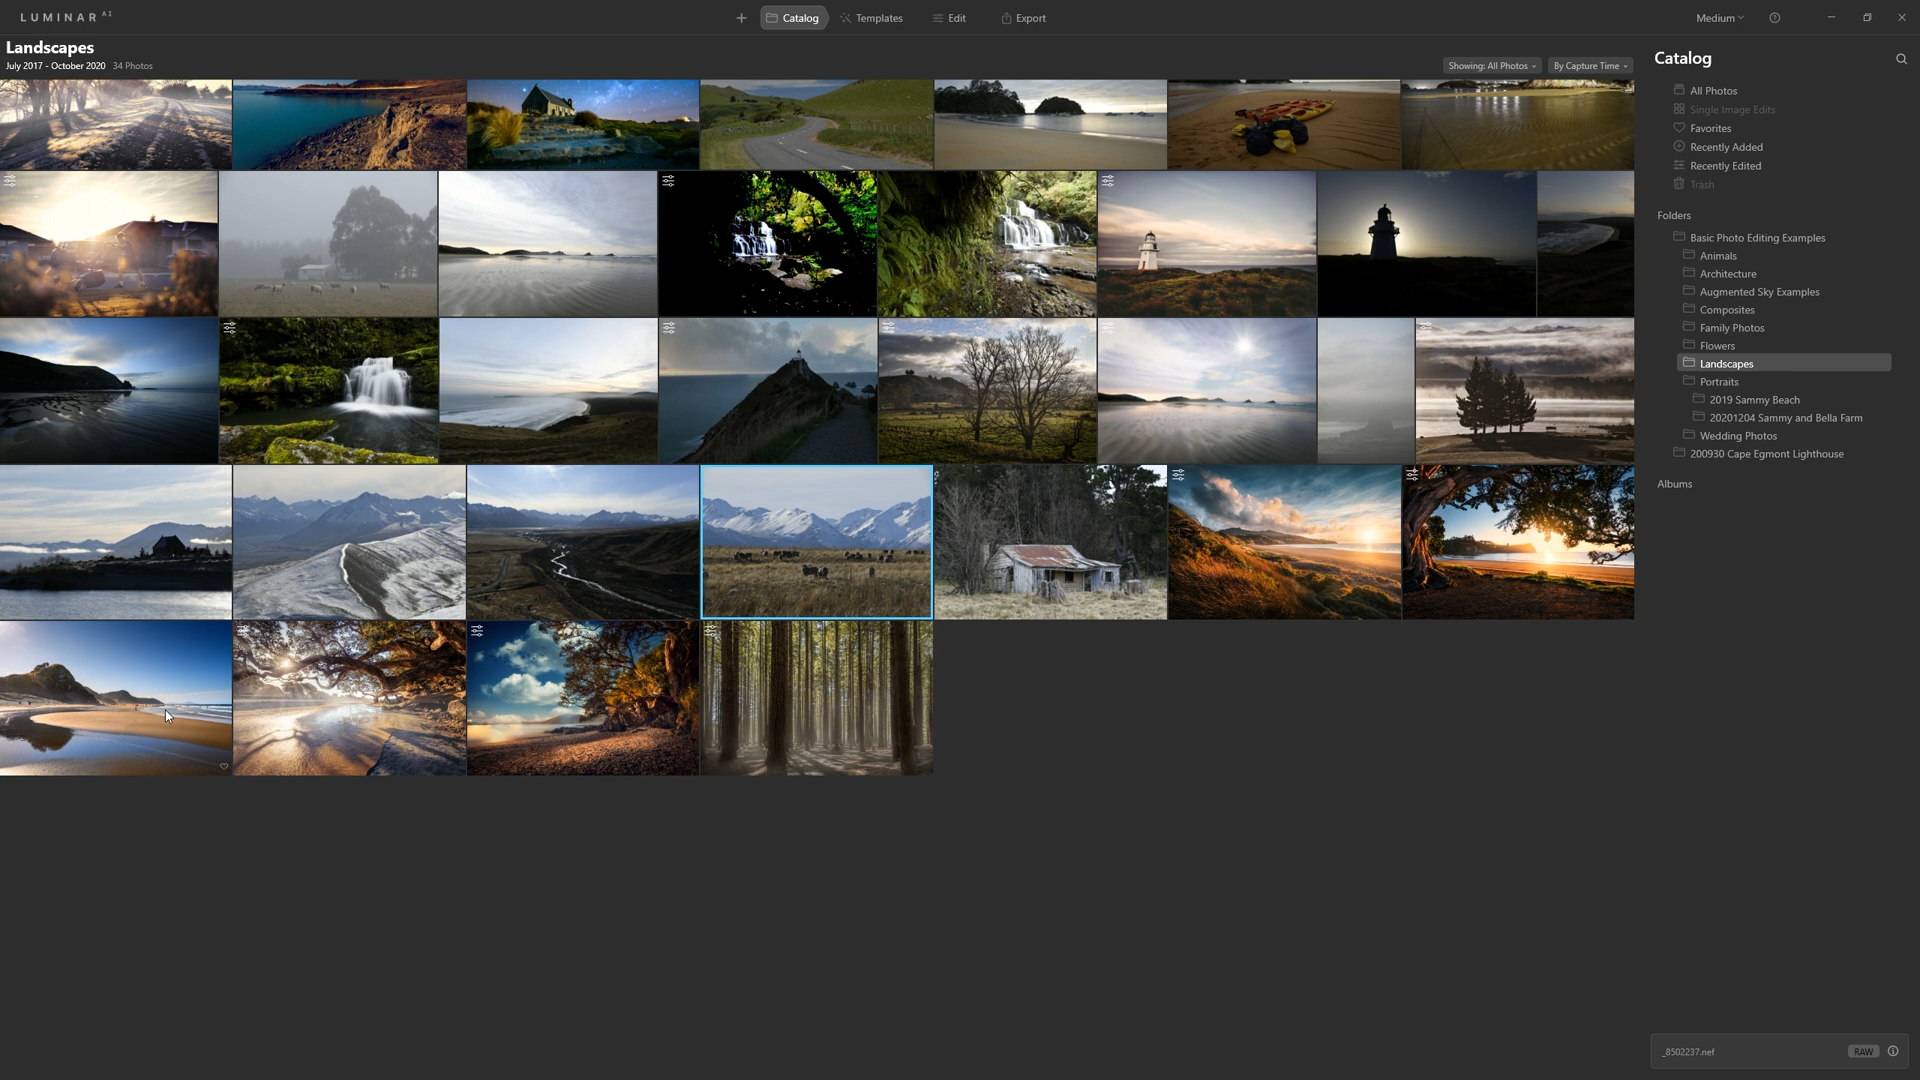 LUMINAR AI
Catalog
Templates
Edit
Export
Medium
Landscapes
July 2017 - October 2020 34 Photos
Showing: All Photos
By Capture Time
Catalog
All Photos
Single Image Edits
Favorites
Recently Added
Recently Edited
Trash
Folders
Basic Photo Editing Examples
Animals
Architecture
Augmented Sky Examples
Composites
Family Photos
Flowers
Landscapes
Portraits
2019 Sammy Beach
20201204 Sammy and Bella Farm
Wedding Photos
200930 Cape Egmont Lighthouse
Albums
_8502237.nef RAW